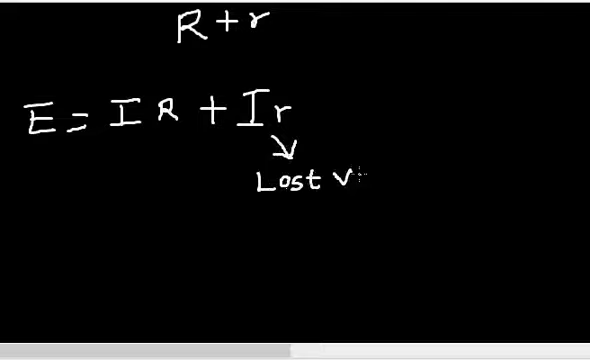 R+r
E = IR + Ir
Lost v